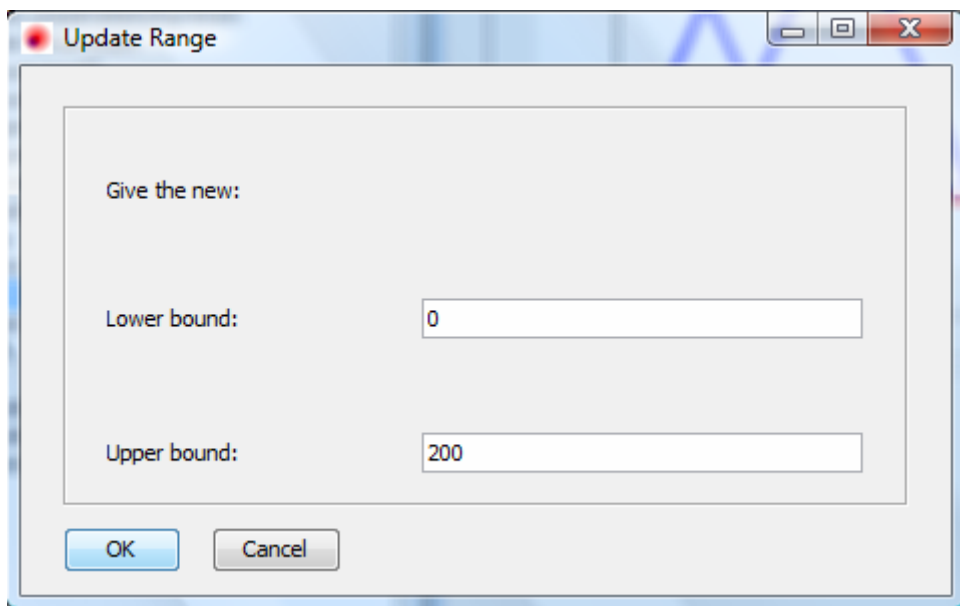 Update Range
Give the new:
Lower bound:
0
Upper bound:
200
OK
Cancel